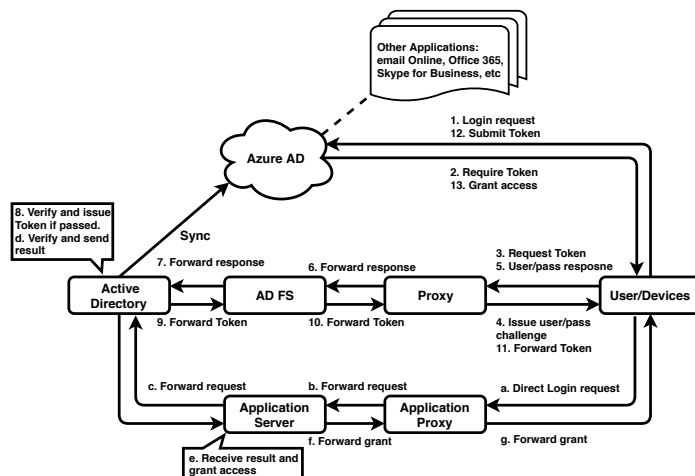 Other Applications:
email Online, Office 365,
Skype for Business, etc
1. Login request
12. Submit Token
Azure AD
2. Require Token
13. Grant access
8. Verify and issue
Token if passed.
d. Verify and send
result
Sync
7. Forward response
6. Forward response
3. Request Token
5. User/pass resposne
Active
Directory
AD FS
Proxy
User/Devices
9. Forward Token
10. Forward Token
4. Issue user/pass
challenge
11. Forward Token
c. Forward request
b. Forward request
a. Direct Login request
Application
Server
Application
Proxy
f. Forward grant
g. Forward grant
e. Receive result and
grant access